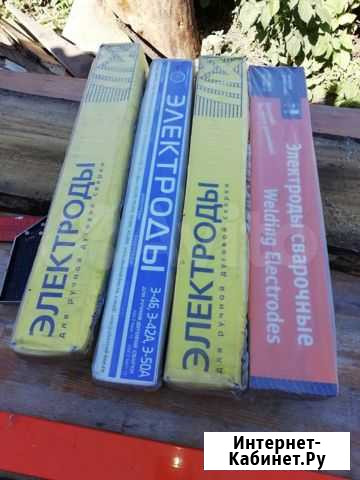 ЭЛЕКТРОДЫ
для ручной дуговой сварки
ЭЛЕКТРОДЫ
Э-46, Э-42А, Э-50А
ЭЛЕКТРОДЫ
для ручной дуговой сварки
Электроды сварочные
Welding Electrodes
Интернет-
Кабинет.Ру